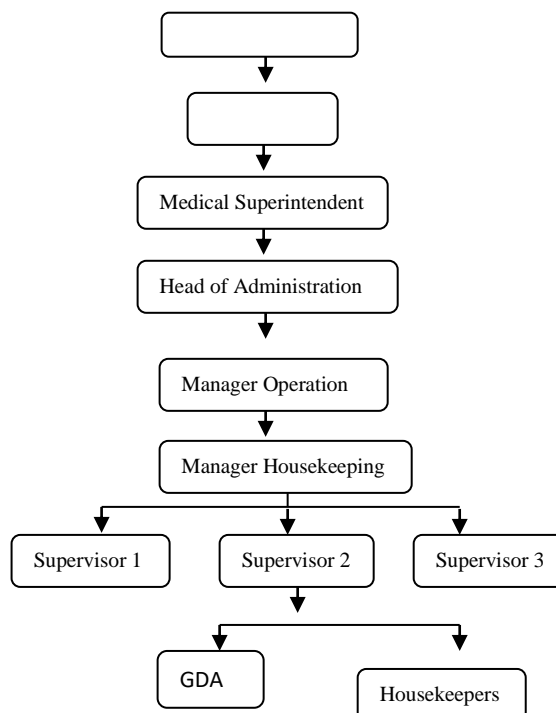 Medical Superintendent
Head of Administration
Manager Operation
Manager Housekeeping
Supervisor 1
Supervisor 2
Supervisor 3
GDA
Housekeepers